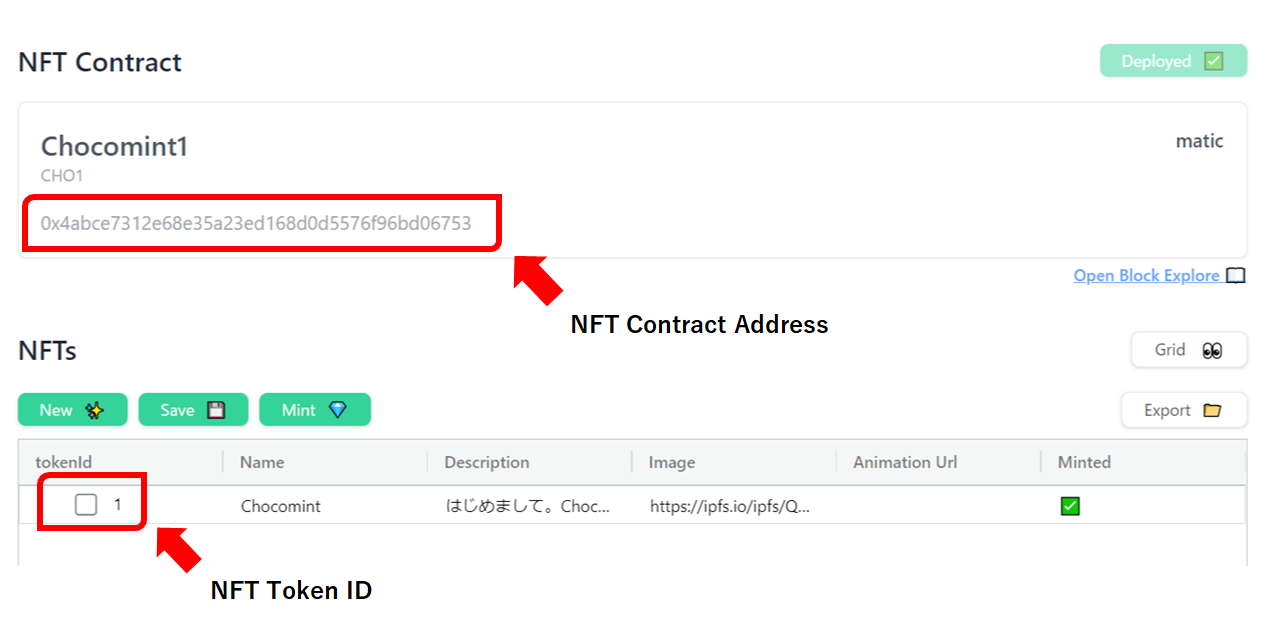 NFT Contract
Deployed ✅
Chocomint1
matic
CHO1
0x4abce7312e68e35a23ed168d0d5576f96bd06753
Open Block Explore
NFT Contract Address
NFTs
Grid
New
Save
Mint
Export
tokenId Name Description Image Animation Url Minted
1 Chocomint はじめまして。Choc... https://ipfs.io/ipfs/Q... ✅
NFT Token ID